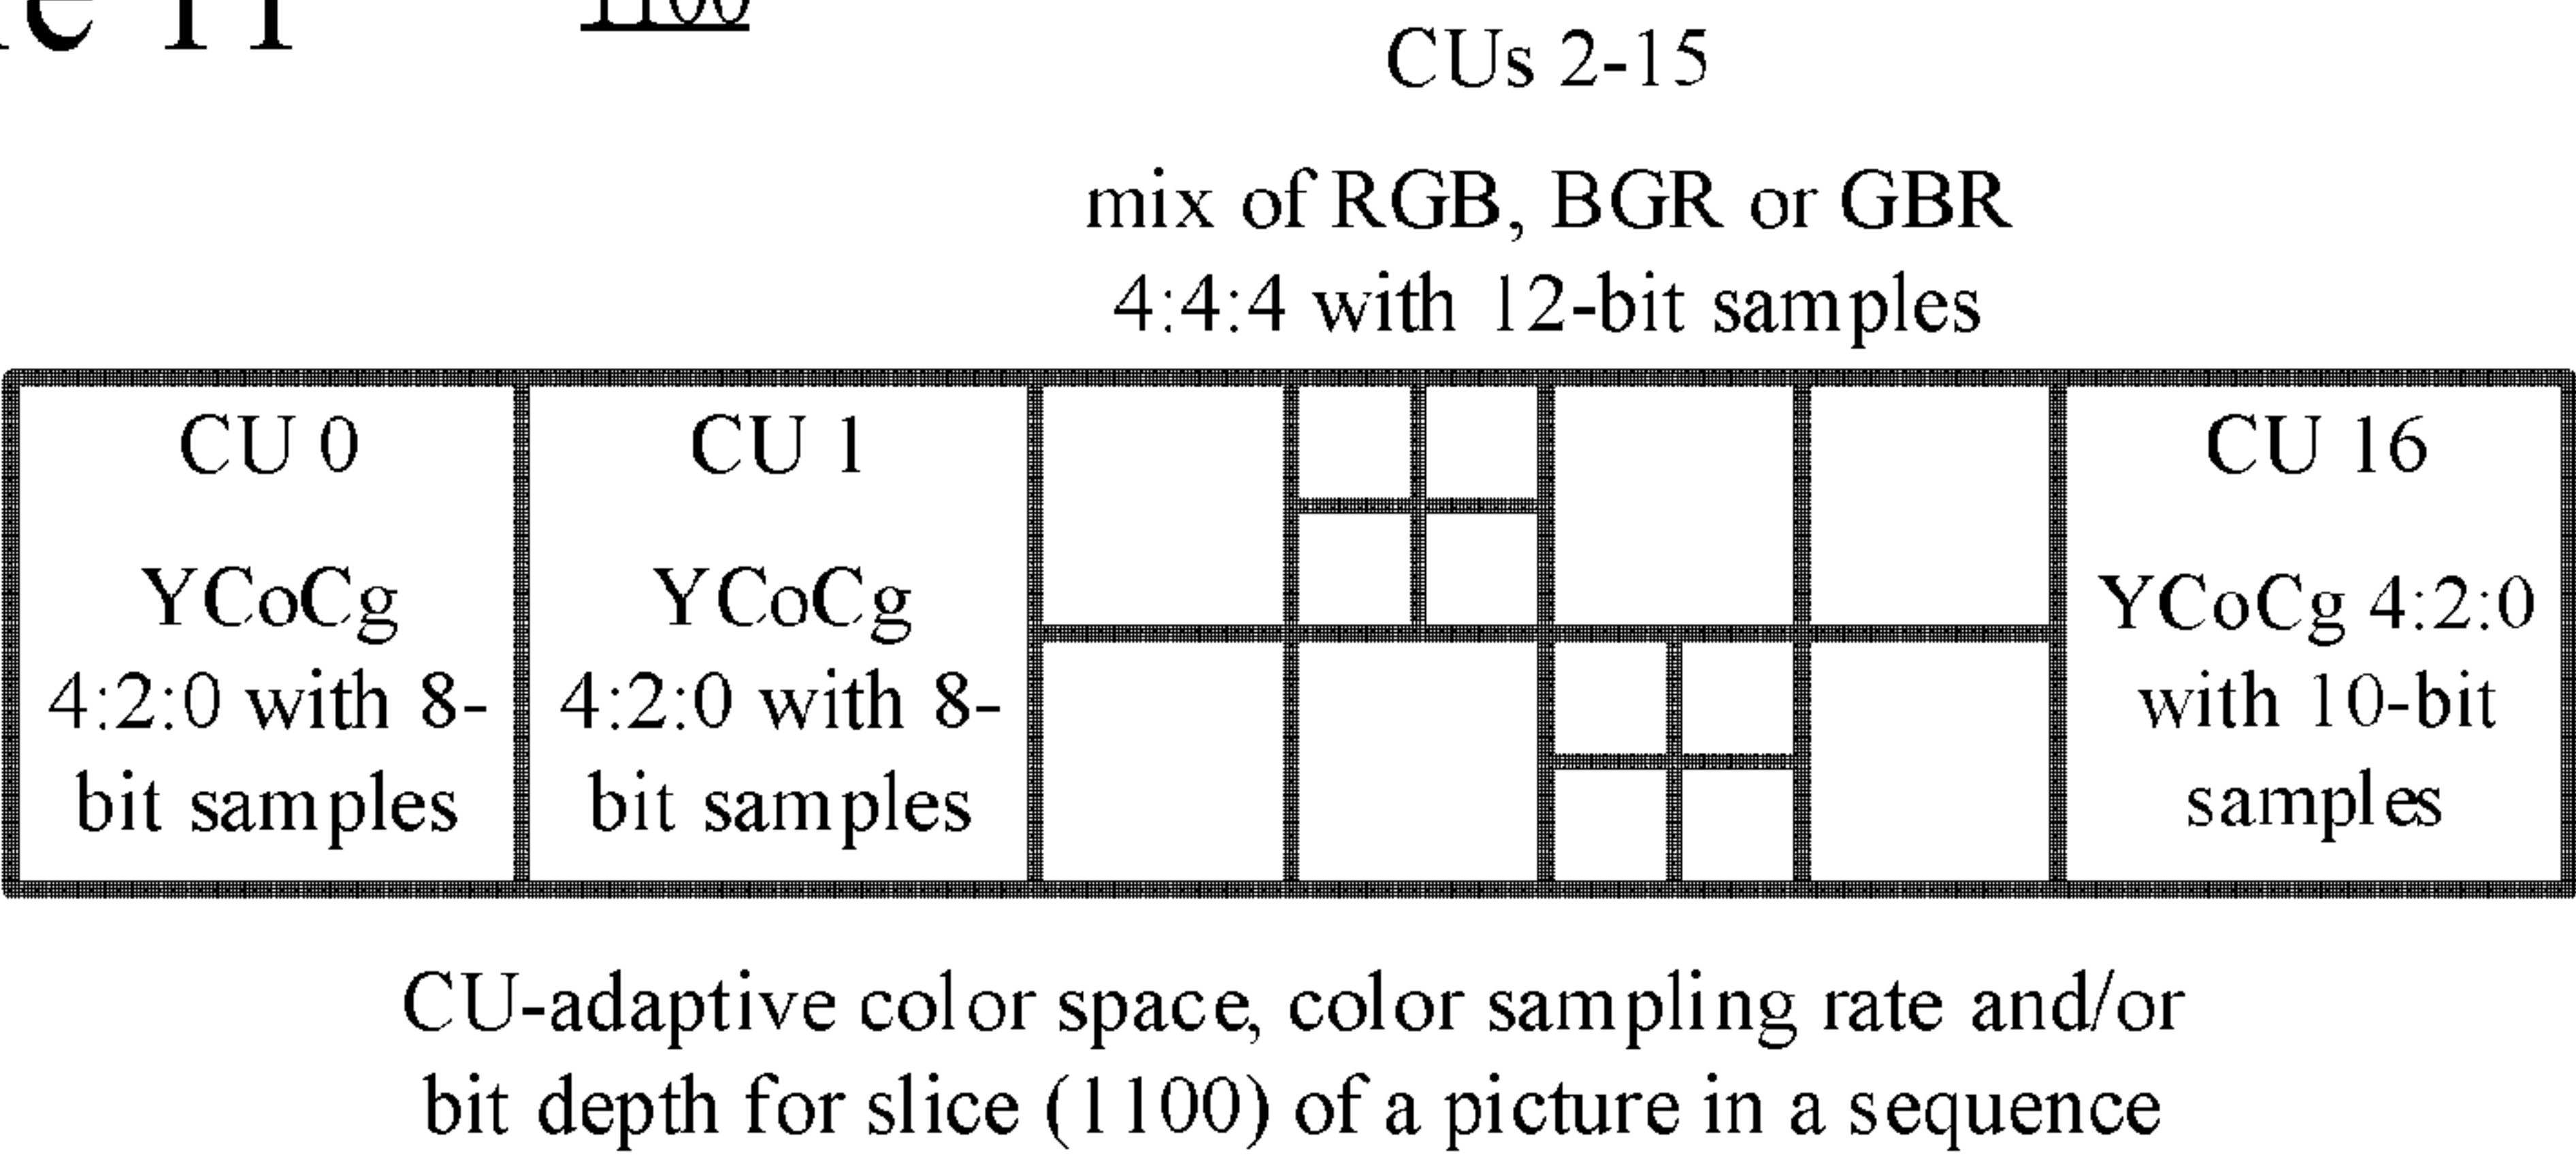 1100
CUs 2-15
mix of RGB, BGR or GBR
4:4:4 with 12-bit samples
CU 0
YCoCg
4:2:0 with 8-
bit samples
CU 1
YCoCg
4:2:0 with 8-
bit samples
CU 16
YCoCg 4:2:0
with 10-bit
samples
CU-adaptive color space, color sampling rate and/or
bit depth for slice (1100) of a picture in a sequence